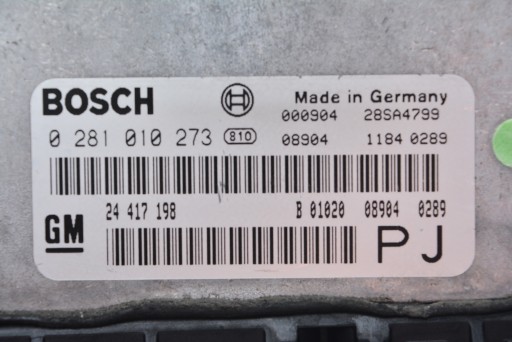 BOSCH Made in Germany
000904 28SA4799
0 281 010 273 810 08904 1184 0289
24 417 198 B 01020 08904 0289
GM PJ